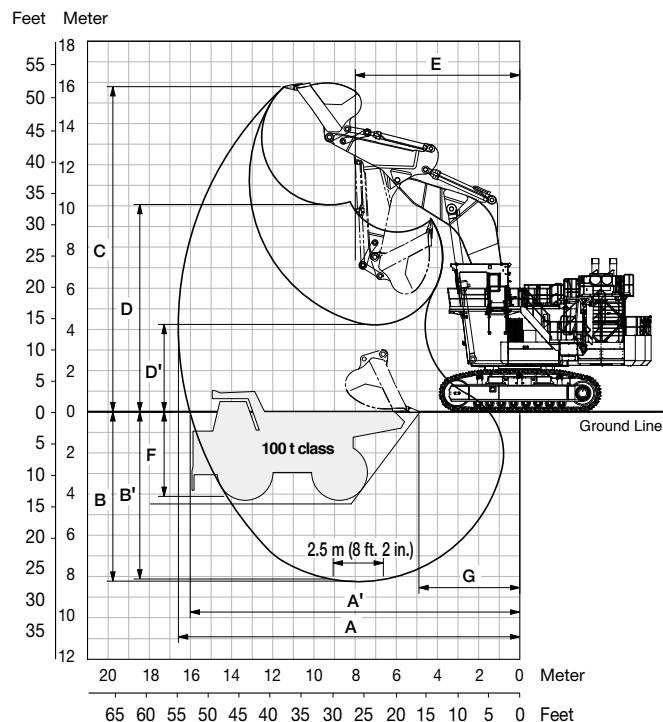 Feet Meter
18
55 16
50
14
45
40 12
35
10
30
25 8
20 6
15 4
10
2
5
0 0
5 2
10
4
15
20 6
25 8
30
10
35
12
E
C
D
D'
F
B
B'
100 t class
Ground Line
2.5 m (8 ft. 2 in.)
G
A'
A
20 18 16 14 12 10 8 6 4 2 0 Meter
65 60 55 50 45 40 35 30 25 20 15 10 5 0 Feet